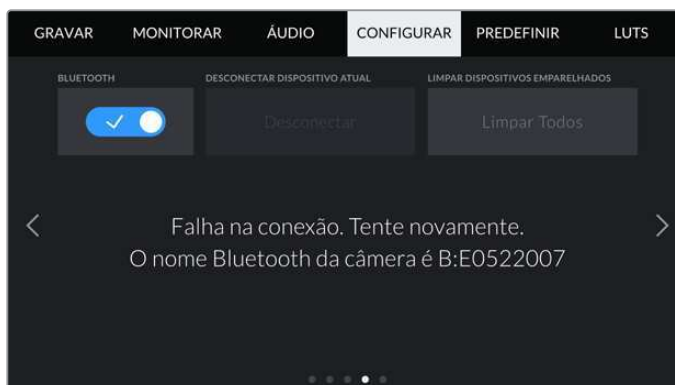 GRAVAR MONITORAR ÁUDIO CONFIGURAR PREDEFINIR LUTS
BLUETOOTH DESCONECTAR DISPOSITIVO ATUAL LIMPAR DISPOSITIVOS EMPARELHADOS
Desconectar Limpar Todos
Falha na conexão. Tente novamente.
O nome Bluetooth da câmera é B:E0522007